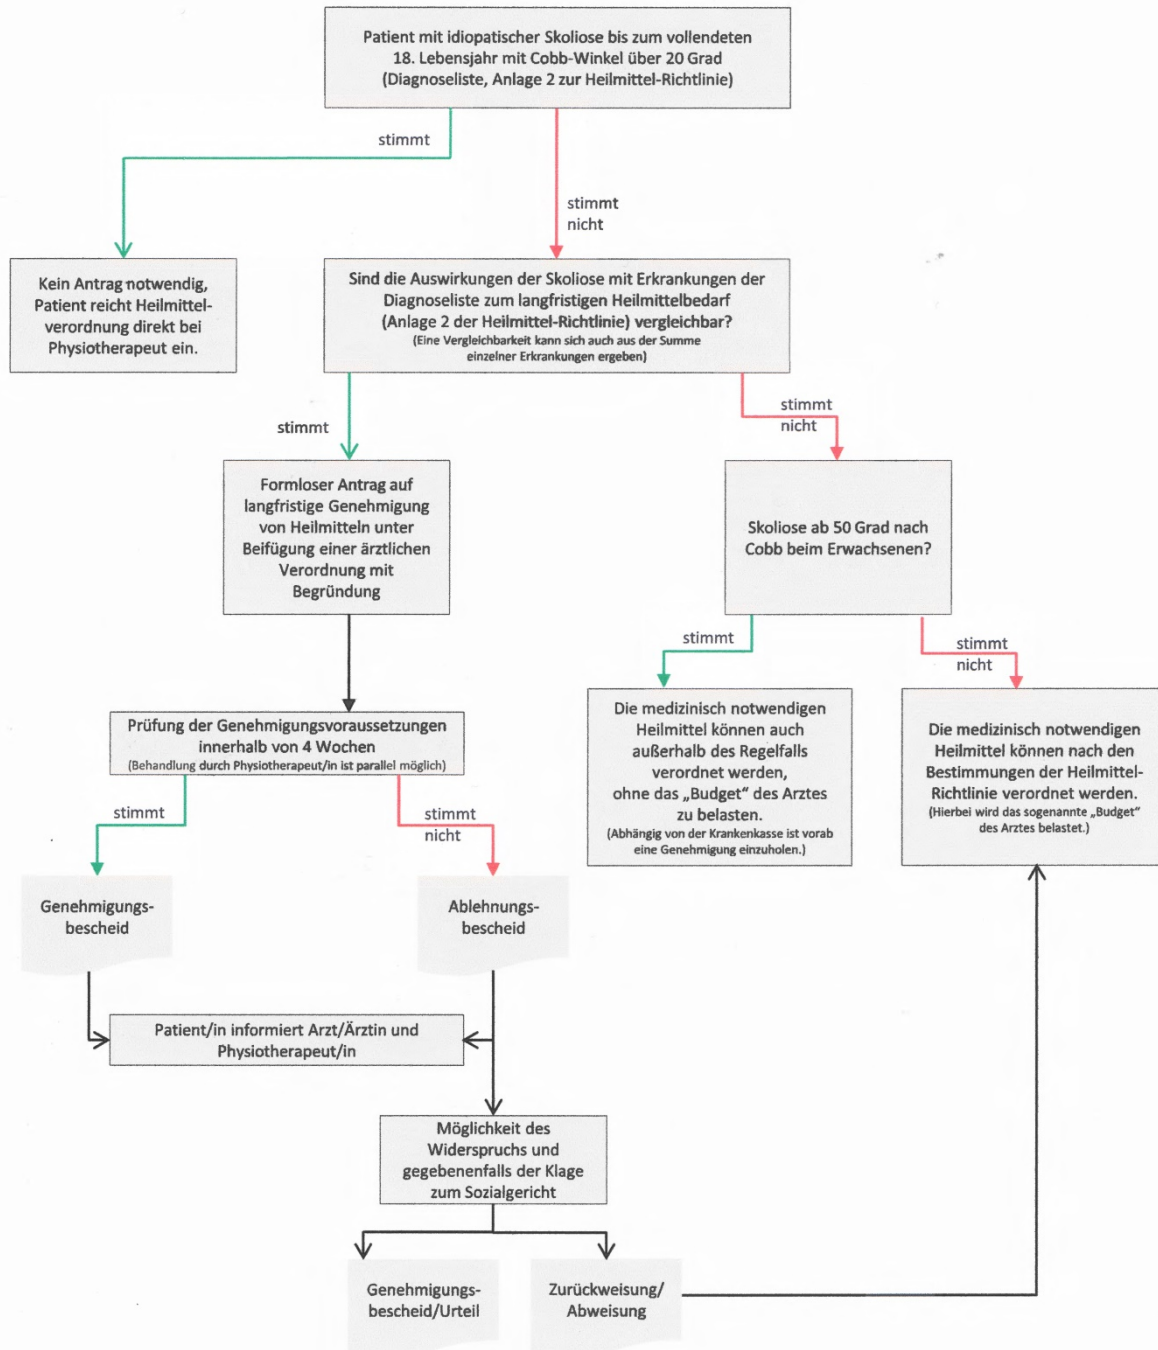 Patient mit idiopatischer Skoliose bis zum vollendeten
18. Lebensjahr mit Cobb-Winkel über 20 Grad
(Diagnoseliste, Anlage 2 zur Heilmittel-Richtlinie)
stimmt
stimmt
nicht
Kein Antrag notwendig,
Patient reicht Heilmittel-
verordnung direkt bei
Physiotherapeut ein.
Sind die Auswirkungen der Skoliose mit Erkrankungen der
Diagnoseliste zum langfristigen Heilmittelbedarf
(Anlage 2 der Heilmittel-Richtlinie) vergleichbar?
(Eine Vergleichbarkeit kann sich auch aus der Summe
einzelner Erkrankungen ergeben)
stimmt
stimmt
nicht
Formloser Antrag auf
langfristige Genehmigung
von Heilmitteln unter
Beifügung einer ärztlichen
Verordnung mit
Begründung
Skoliose ab 50 Grad nach
Cobb beim Erwachsenen?
stimmt
stimmt
nicht
Prüfung der Genehmigungsvoraussetzungen
innerhalb von 4 Wochen
(Behandlung durch Physiotherapeut/in ist parallel möglich)
Die medizinisch notwendigen
Heilmittel können auch
außerhalb des Regelfalls
verordnet werden,
ohne das „Budget“ des Arztes
zu belasten.
(Abhängig von der Krankenkasse ist vorab
eine Genehmigung einzuholen.)
Die medizinisch notwendigen
Heilmittel können nach den
Bestimmungen der Heilmittel-
Richtlinie verordnet werden.
(Hierbei wird das sogenannte „Budget“
des Arztes belastet.)
stimmt
stimmt
nicht
Genehmigungs-
bescheid
Ablehnungs-
bescheid
Patient/in informiert Arzt/Ärztin und
Physiotherapeut/in
Möglichkeit des
Widerspruchs und
gegebenenfalls der Klage
zum Sozialgericht
Genehmigungs-
bescheid/Urteil
Zurückweisung/
Abweisung